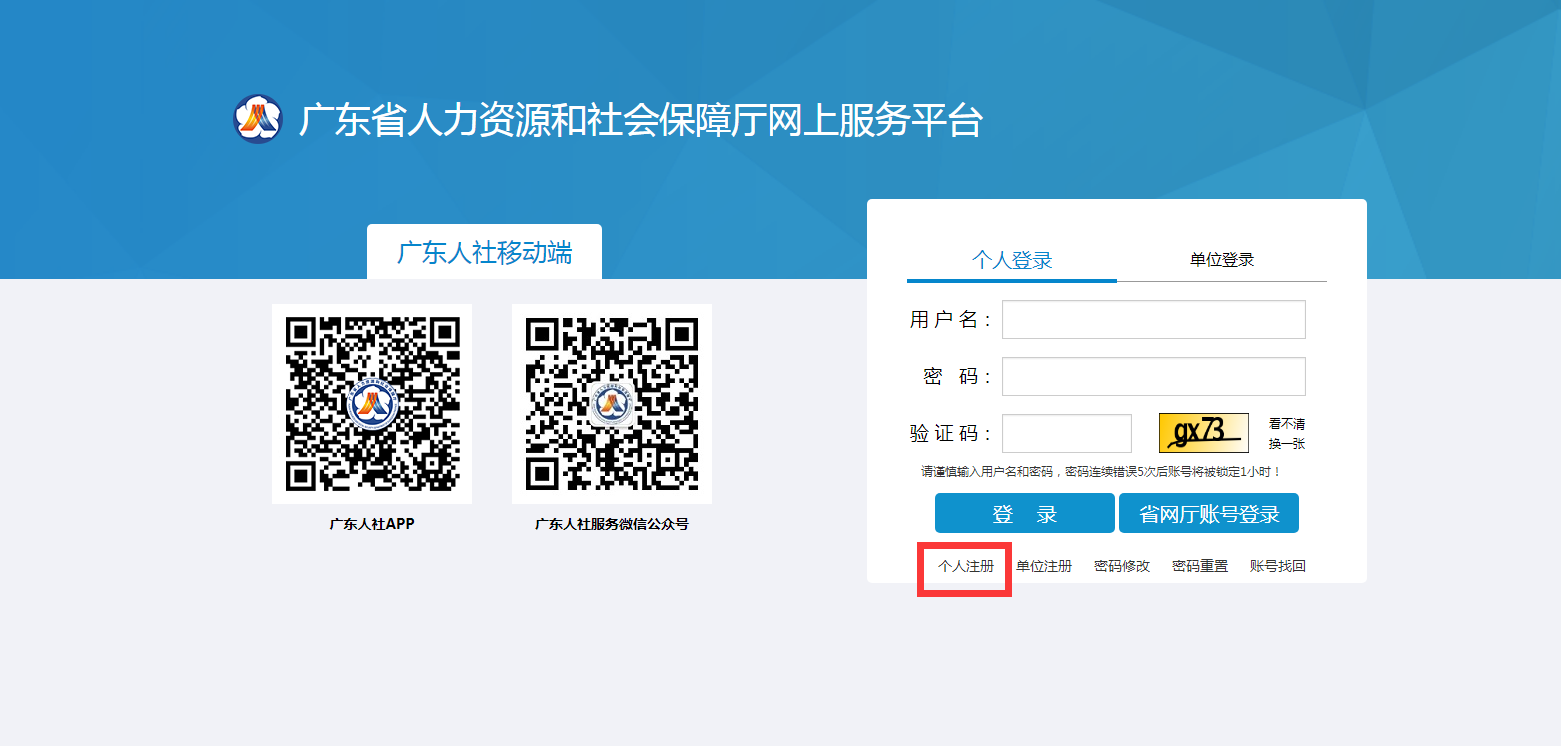 广东省人力资源和社会保障厅网上服务平台
广东人社移动端
广东人社APP
广东人社服务微信公众号
个人登录 单位登录
用户名：
密 码：
验证码： gx73 看不清
换一张
请谨慎输入用户名和密码，密码连续错误5次后账号将被锁定1小时！
登 录 省网厅账号登录
个人注册 单位注册 密码修改 密码重置 账号找回